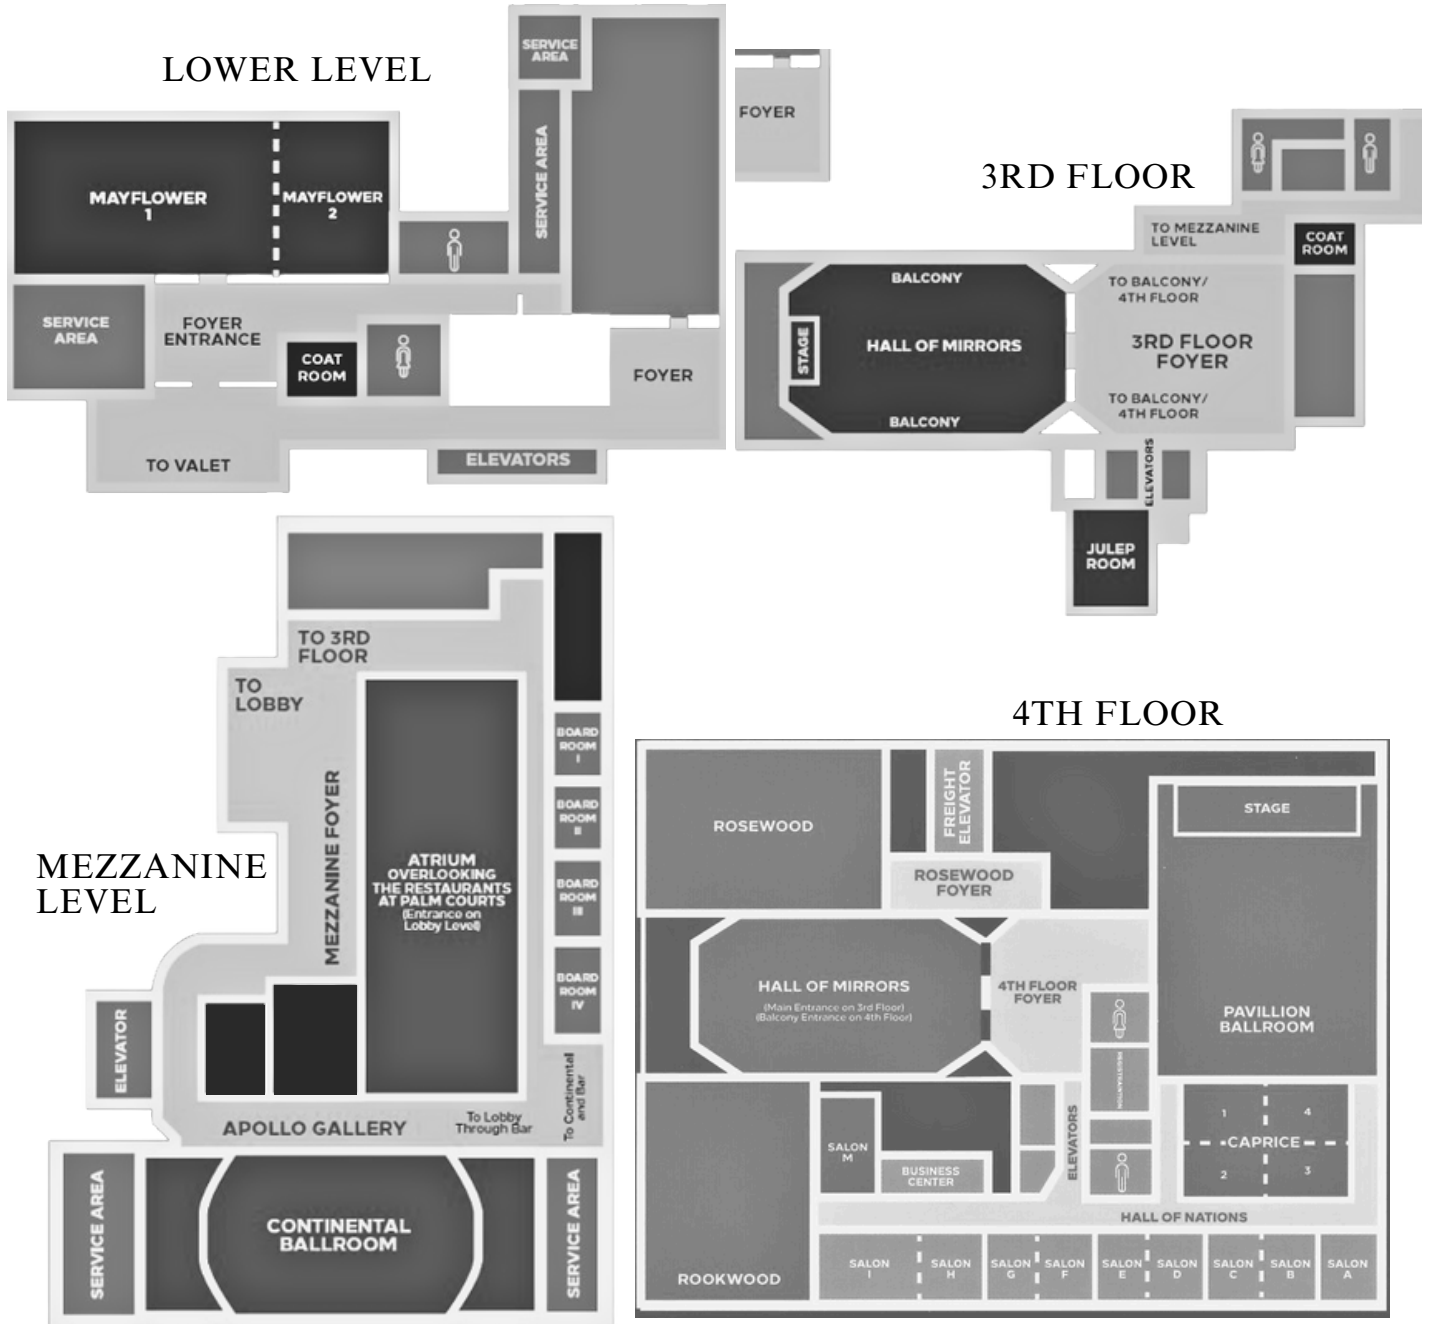 LOWER LEVEL
SERVICE
AREA
SERVICE AREA
MAYFLOWER
1
MAYFLOWER
2
SERVICE
AREA
FOYER
ENTRANCE
COAT
ROOM
FOYER
TO VALET
ELEVATORS
FOYER
3RD FLOOR
TO MEZZANINE
LEVEL
COAT
ROOM
BALCONY
TO BALCONY/
4TH FLOOR
STAGE
HALL OF MIRRORS
3RD FLOOR
FOYER
TO BALCONY/
4TH FLOOR
BALCONY
ELEVATORS
JULEP
ROOM
MEZZANINE
LEVEL
TO 3RD
FLOOR
TO
LOBBY
BOARD
ROOM
I
BOARD
ROOM
II
MEZZANINE FOYER
ATRIUM
OVERLOOKING
THE RESTAURANTS
AT PALM COURTS
(Entrance on
Lobby Level)
BOARD
ROOM
III
BOARD
ROOM
IV
ELEVATOR
APOLLO GALLERY
To Lobby
Through Bar
To Continental
and Bar
SERVICE AREA
CONTINENTAL
BALLROOM
SERVICE AREA
4TH FLOOR
ROSEWOOD
FREIGHT
ELEVATOR
STAGE
ROSEWOOD
FOYER
HALL OF MIRRORS
(Main Entrance on 3rd Floor)
(Balcony Entrance on 4th Floor)
4TH FLOOR
FOYER
PAVILLION
BALLROOM
REGISTRATION
ELEVATORS
SALON
M
BUSINESS
CENTER
1
4
CAPRICE
2
3
HALL OF NATIONS
ROOKWOOD
SALON
I
SALON
H
SALON
G
SALON
F
SALON
E
SALON
D
SALON
C
SALON
B
SALON
A